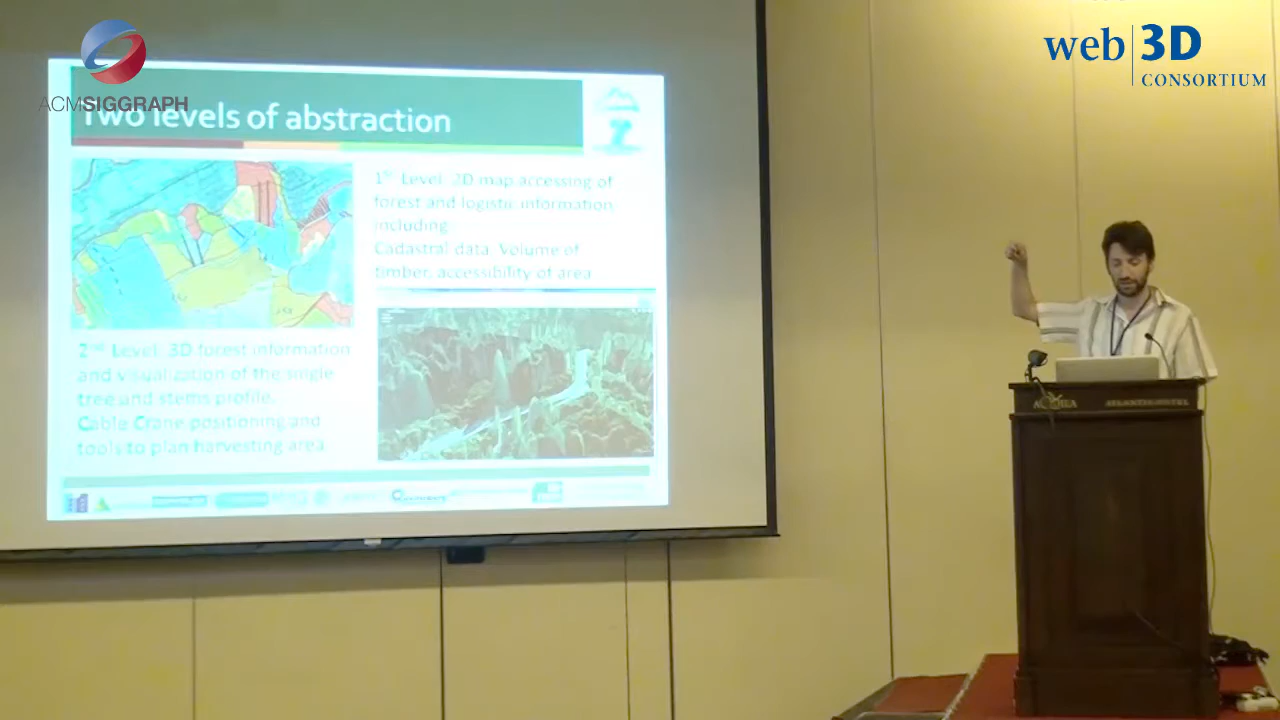 ACMSIGGRAPH
web 3D
CONSORTIUM
Two levels of abstraction
1st Level: 2D map accessing of
forest and logistic information
including:
Cadastral data, Volume of
timber, accessibility of area
2nd Level: 3D forest information
and visualization of the single
tree and stems profile.
Cable Crane positioning and
tools to plan harvesting area.